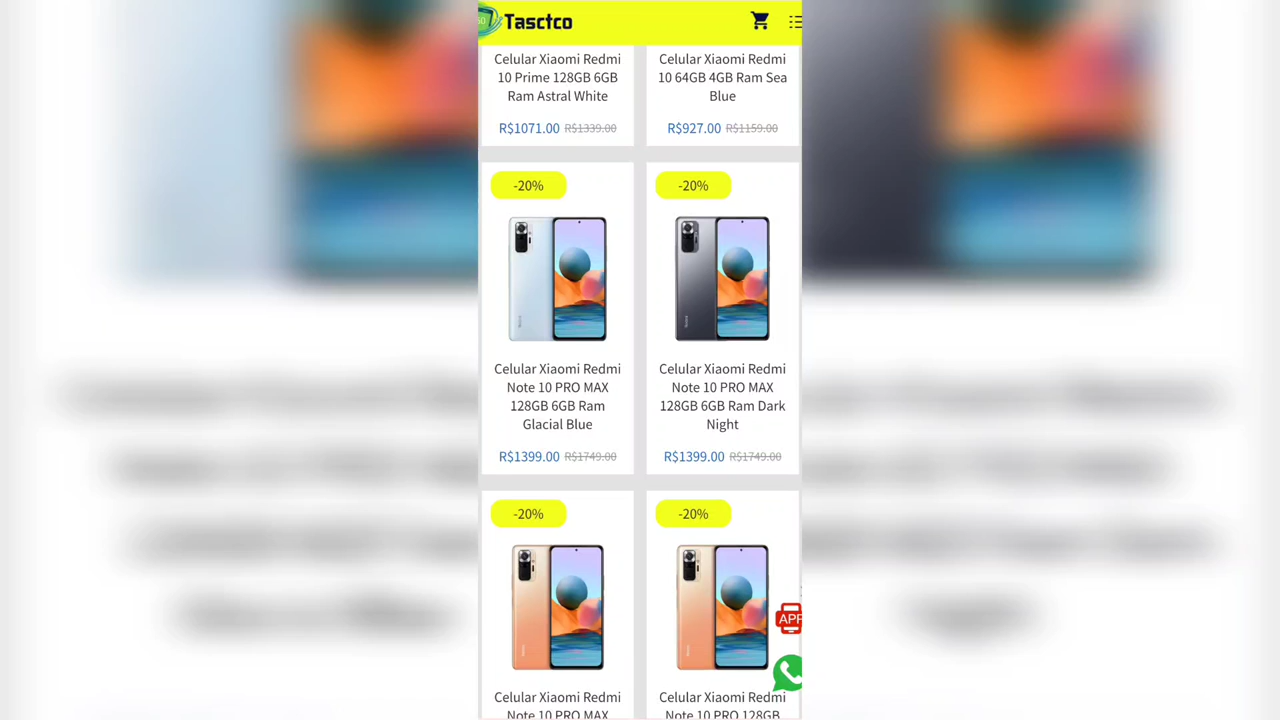 Tasctco
Celular Xiaomi Redmi
10 Prime 128GB 6GB
Ram Astral White
R$1071.00 R$1339.00
Celular Xiaomi Redmi
10 64GB 4GB Ram Sea
Blue
R$927.00 R$1159.00
-20%
Celular Xiaomi Redmi
Note 10 PRO MAX
128GB 6GB Ram
Glacial Blue
R$1399.00 R$1749.00
-20%
Celular Xiaomi Redmi
Note 10 PRO MAX
128GB 6GB Ram Dark
Night
R$1399.00 R$1749.00
-20%
Celular Xiaomi Redmi
Note 10 PRO MAX
-20%
Celular Xiaomi Redmi
Note 10 PRO 128GB
APP